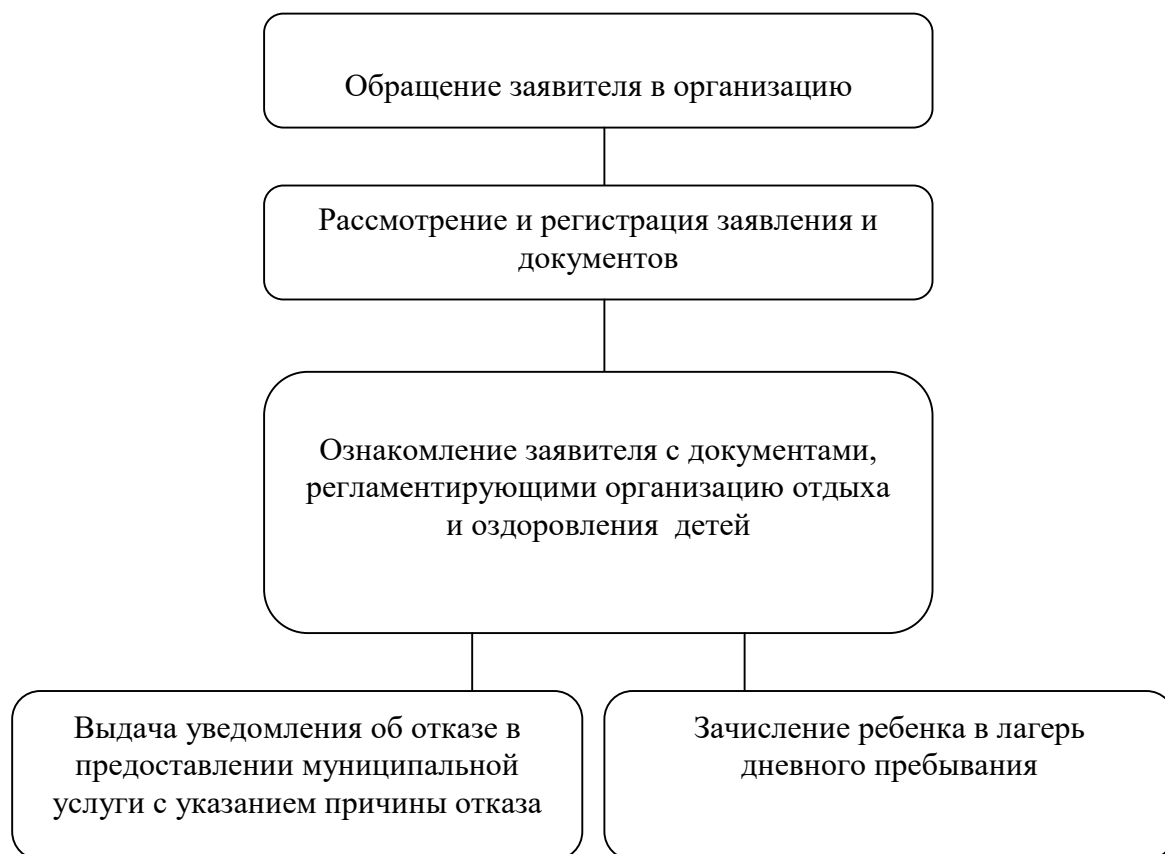 Обращение заявителя в организацию
Рассмотрение и регистрация заявления и
документов
Ознакомление заявителя с документами,
регламентирующими организацию отдыха
и оздоровления  детей
Выдача уведомления об отказе в
предоставлении муниципальной
услуги с указанием причины отказа
Зачисление ребенка в лагерь
дневного пребывания